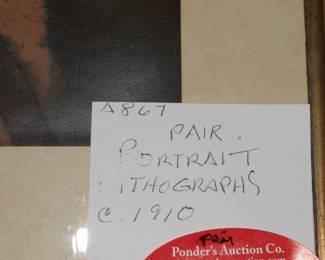 A867
PAIR.
PORTRAIT
LITHOGRAPHS
C. 1910
pair
Ponder's Auction Co.